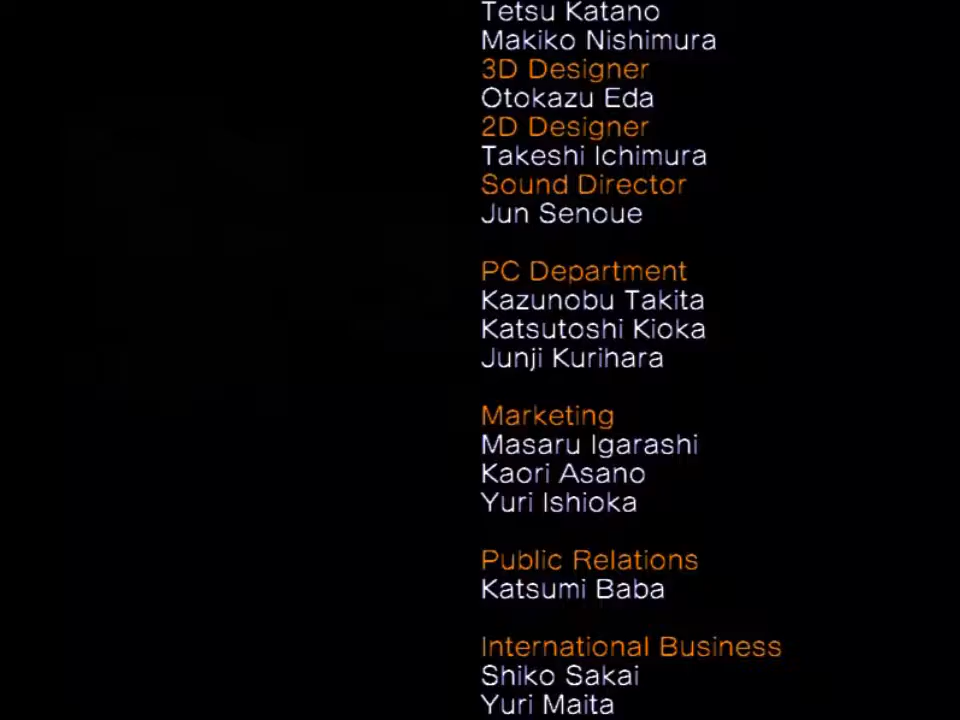 Tetsu Katano
Makiko Nishimura
3D Designer
Otokazu Eda
2D Designer
Takeshi Ichimura
Sound Director
Jun Senoue
PC Department
Kazunobu Takita
Katsutoshi Kioka
Junji Kurihara
Marketing
Masaru Igarashi
Kaori Asano
Yuri Ishioka
Public Relations
Katsumi Baba
International Business
Shiko Sakai
Yuri Maita